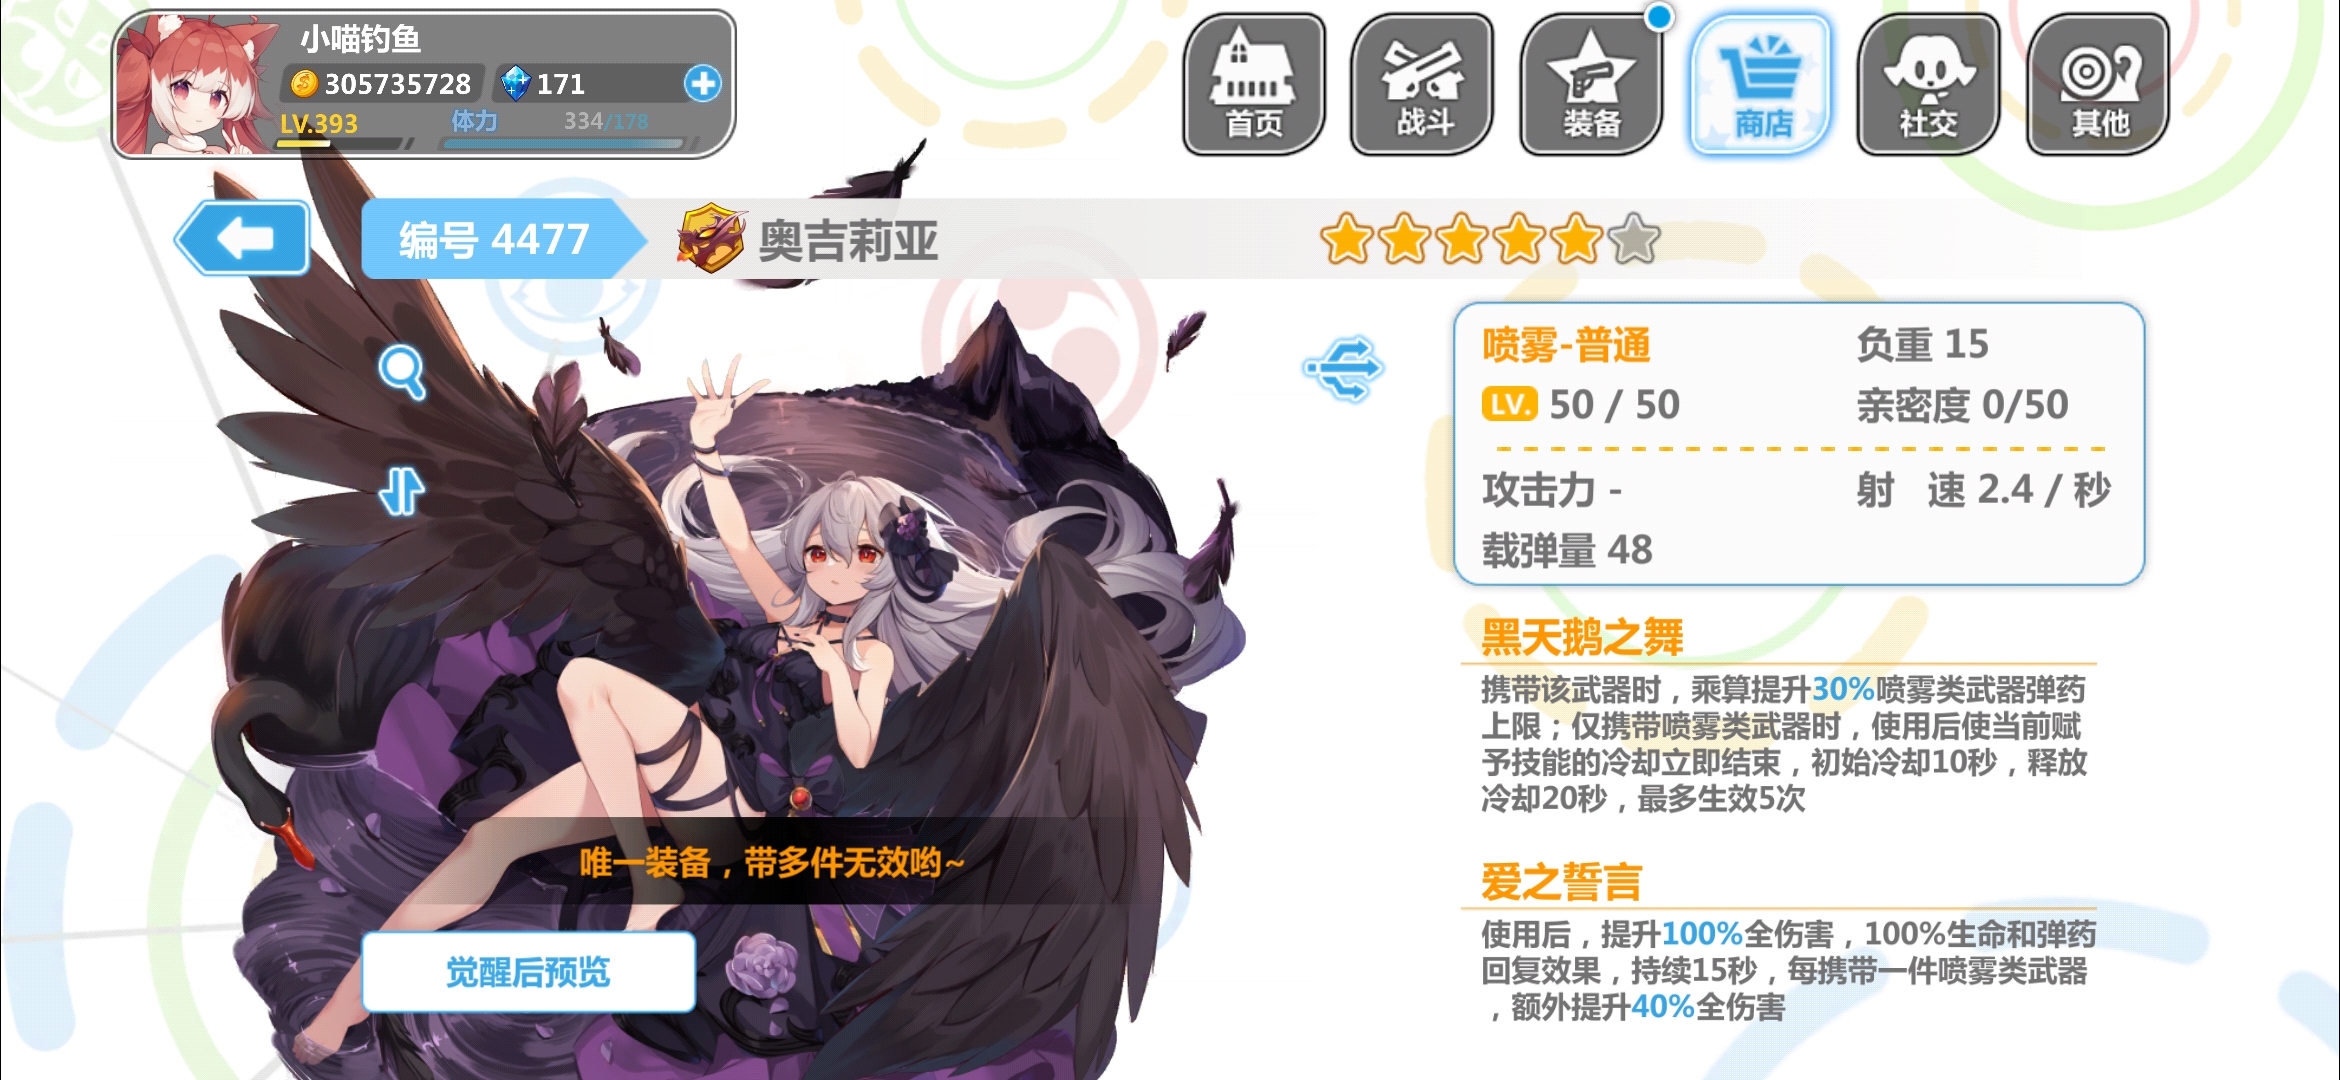 小喵钓鱼
305735728
171
LV.393
体力
334/178
首页
战斗
装备
商店
社交
其他
编号 4477
奥吉莉亚
喷雾-普通
负重 15
LV. 50 / 50
亲密度 0/50
攻击力 -
射 速 2.4 / 秒
载弹量 48
黑天鹅之舞
携带该武器时，乘算提升30%喷雾类武器弹药
上限；仅携带喷雾类武器时，使用后使当前赋
予技能的冷却立即结束，初始冷却10秒，释放
冷却20秒，最多生效5次
爱之誓言
使用后，提升100%全伤害，100%生命和弹药
回复效果，持续15秒，每携带一件喷雾类武器
，额外提升40%全伤害
唯一装备，带多件无效哟~
觉醒后预览